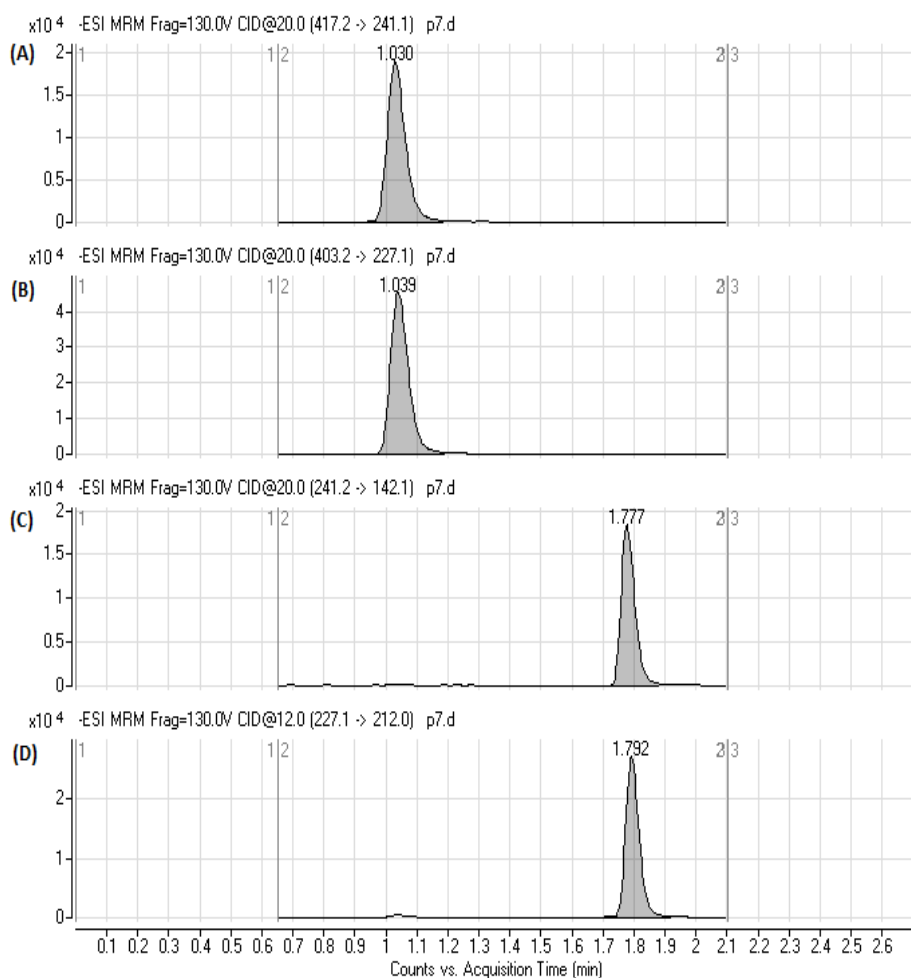 x10 4 -ESI MRM Frag=130.0V CID@20.0 (417.2 -> 241.1) p7.d
(A) 2 1 1 2 1.030 2 3
1.5
1
0.5
0
x10 4 -ESI MRM Frag=130.0V CID@20.0 (403.2 -> 227.1) p7.d
(B) 1 1 2 1.039 2 3
4
3
2
1
0
x10 4 -ESI MRM Frag=130.0V CID@20.0 (241.2 -> 142.1) p7.d
(C) 2 1 1 2 1.777 2 3
1.5
1
0.5
0
x10 4 -ESI MRM Frag=130.0V CID@12.0 (227.1 -> 212.0) p7.d
(D) 1 1 2 1.792 2 3
2
1
0
0.1 0.2 0.3 0.4 0.5 0.6 0.7 0.8 0.9 1 1.1 1.2 1.3 1.4 1.5 1.6 1.7 1.8 1.9 2 2.1 2.2 2.3 2.4 2.5 2.6
Counts vs. Acquisition Time (min)